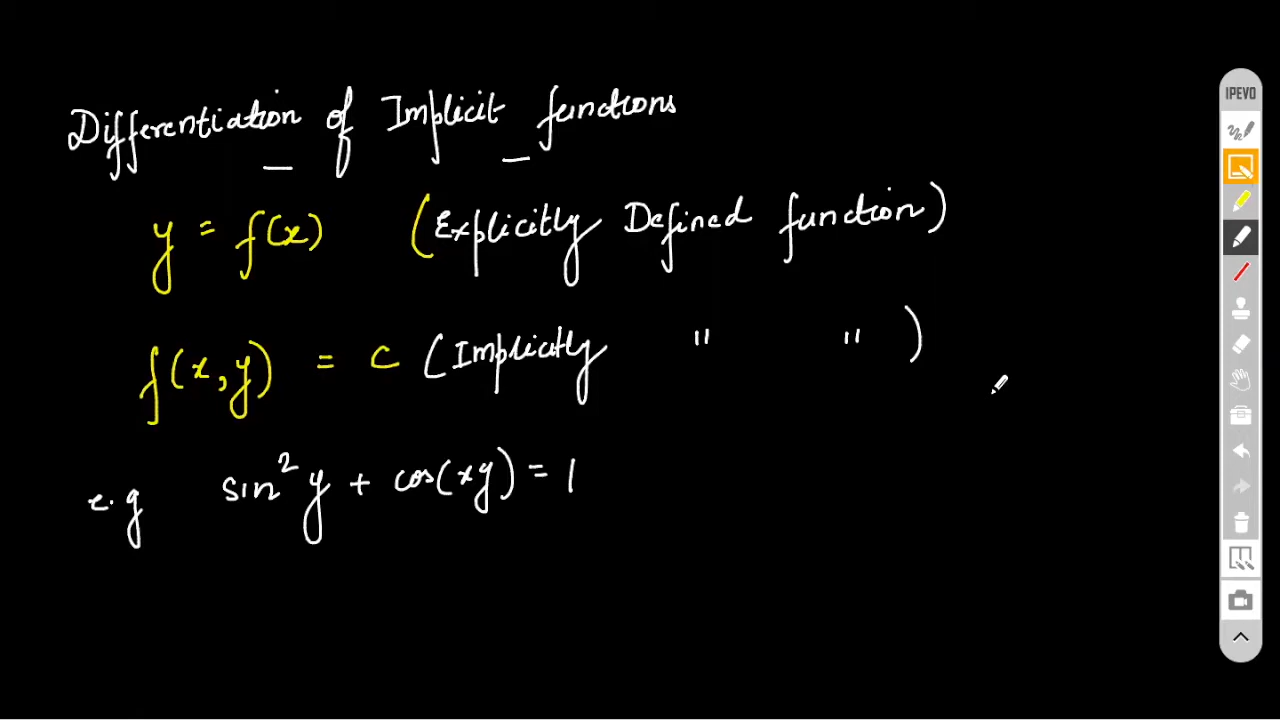 Differentiation of Implicit functions
y = f(x) (Explicitly Defined function)
f(x,y) = c (Implicitly " " )
e.g sin²y + cos(xy) = 1
IPEVO